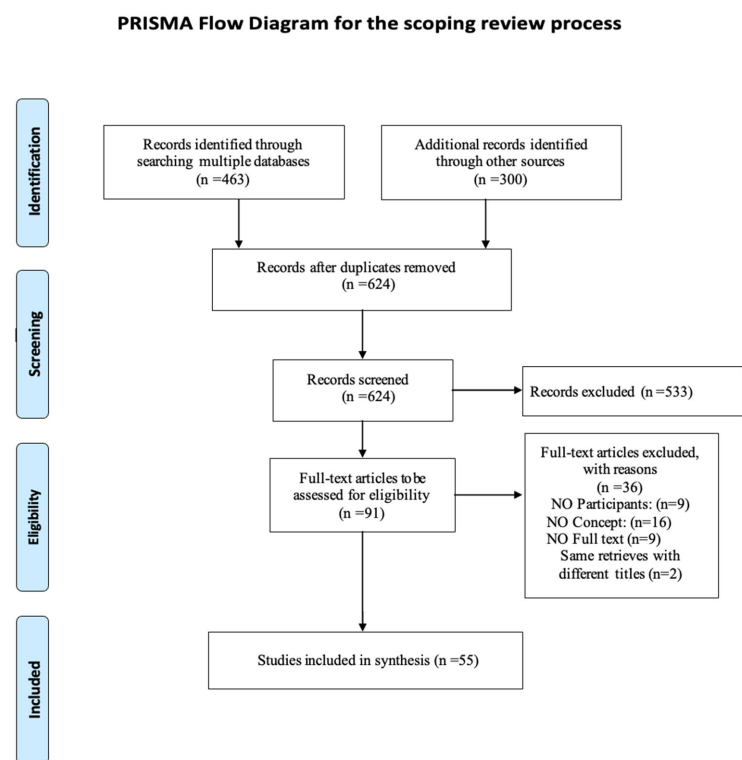 PRISMA Flow Diagram for the scoping review process
Identification
Records identified through
searching multiple databases
(n =463)
Additional records identified
through other sources
(n =300)
Records after duplicates removed
(n =624)
Screening
Records screened
(n =624)
Records excluded (n =533)
Eligibility
Full-text articles to be
assessed for eligibility
(n =91)
Full-text articles excluded,
with reasons
(n =36)
NO Participants: (n=9)
NO Concept: (n=16)
NO Full text (n=9)
Same retrieves with
different titles (n=2)
Included
Studies included in synthesis (n =55)